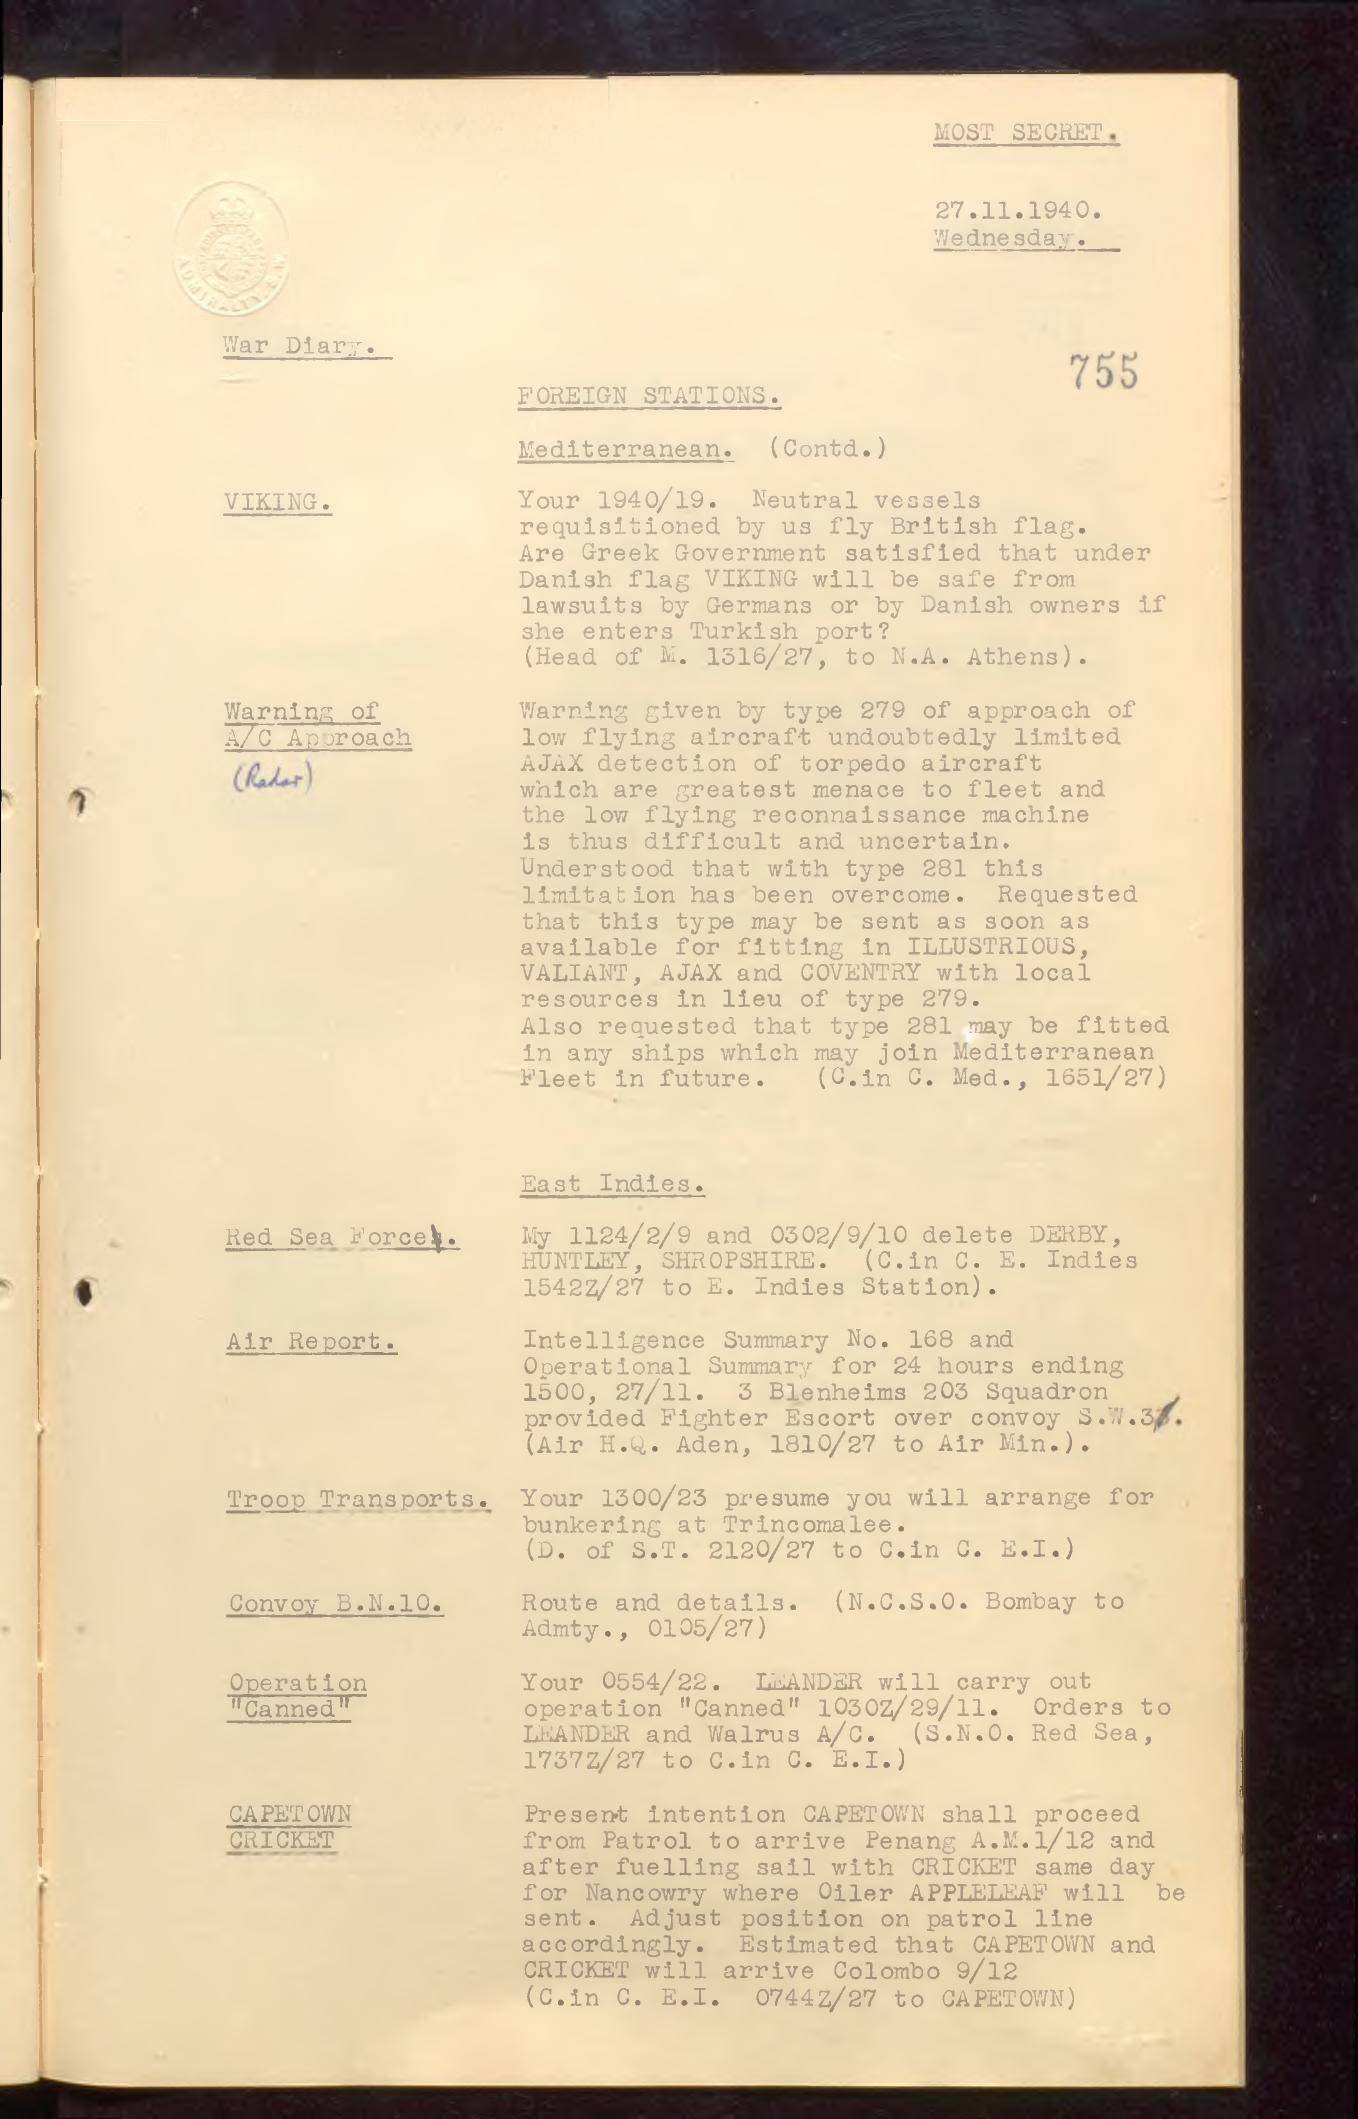 MOST SECRET.
27.11.1940.
Wednesday.
ADMIRALTY. S.W.
War Diary.
755
FOREIGN STATIONS.
Mediterranean. (Contd.)
VIKING.
Your 1940/19. Neutral vessels
requisitioned by us fly British flag.
Are Greek Government satisfied that under
Danish flag VIKING will be safe from
lawsuits by Germans or by Danish owners if
she enters Turkish port?
(Head of M. 1316/27, to N.A. Athens).
Warning of
A/C Approach
(Radar)
Warning given by type 279 of approach of
low flying aircraft undoubtedly limited
AJAX detection of torpedo aircraft
which are greatest menace to fleet and
the low flying reconnaissance machine
is thus difficult and uncertain.
Understood that with type 281 this
limitation has been overcome. Requested
that this type may be sent as soon as
available for fitting in ILLUSTRIOUS,
VALIANT, AJAX and COVENTRY with local
resources in lieu of type 279.
Also requested that type 281 may be fitted
in any ships which may join Mediterranean
Fleet in future. (C.in C. Med., 1651/27)
East Indies.
Red Sea Force.
My 1124/2/9 and 0302/9/10 delete DERBY,
HUNTLEY, SHROPSHIRE. (C.in C. E. Indies
1542Z/27 to E. Indies Station).
Air Report.
Intelligence Summary No. 168 and
Operational Summary for 24 hours ending
1500, 27/11. 3 Blenheims 203 Squadron
provided Fighter Escort over convoy S.W.3
(Air H.Q. Aden, 1810/27 to Air Min.).
Troop Transports.
Your 1300/23 presume you will arrange for
bunkering at Trincomalee.
(D. of S.T. 2120/27 to C.in C. E.I.)
Convoy B.N.10.
Route and details. (N.C.S.O. Bombay to
Admty., 0105/27)
Operation
"Canned"
Your 0554/22. LEANDER will carry out
operation "Canned" 1030Z/29/11. Orders to
LEANDER and Walrus A/C. (S.N.O. Red Sea,
1737Z/27 to C.in C. E.I.)
CAPETOWN
CRICKET
Present intention CAPETOWN shall proceed
from Patrol to arrive Penang A.M.1/12 and
after fuelling sail with CRICKET same day
for Nancowry where Oiler APPLELEAF will be
sent. Adjust position on patrol line
accordingly. Estimated that CAPETOWN and
CRICKET will arrive Colombo 9/12
(C.in C. E.I. 0744Z/27 to CAPETOWN)